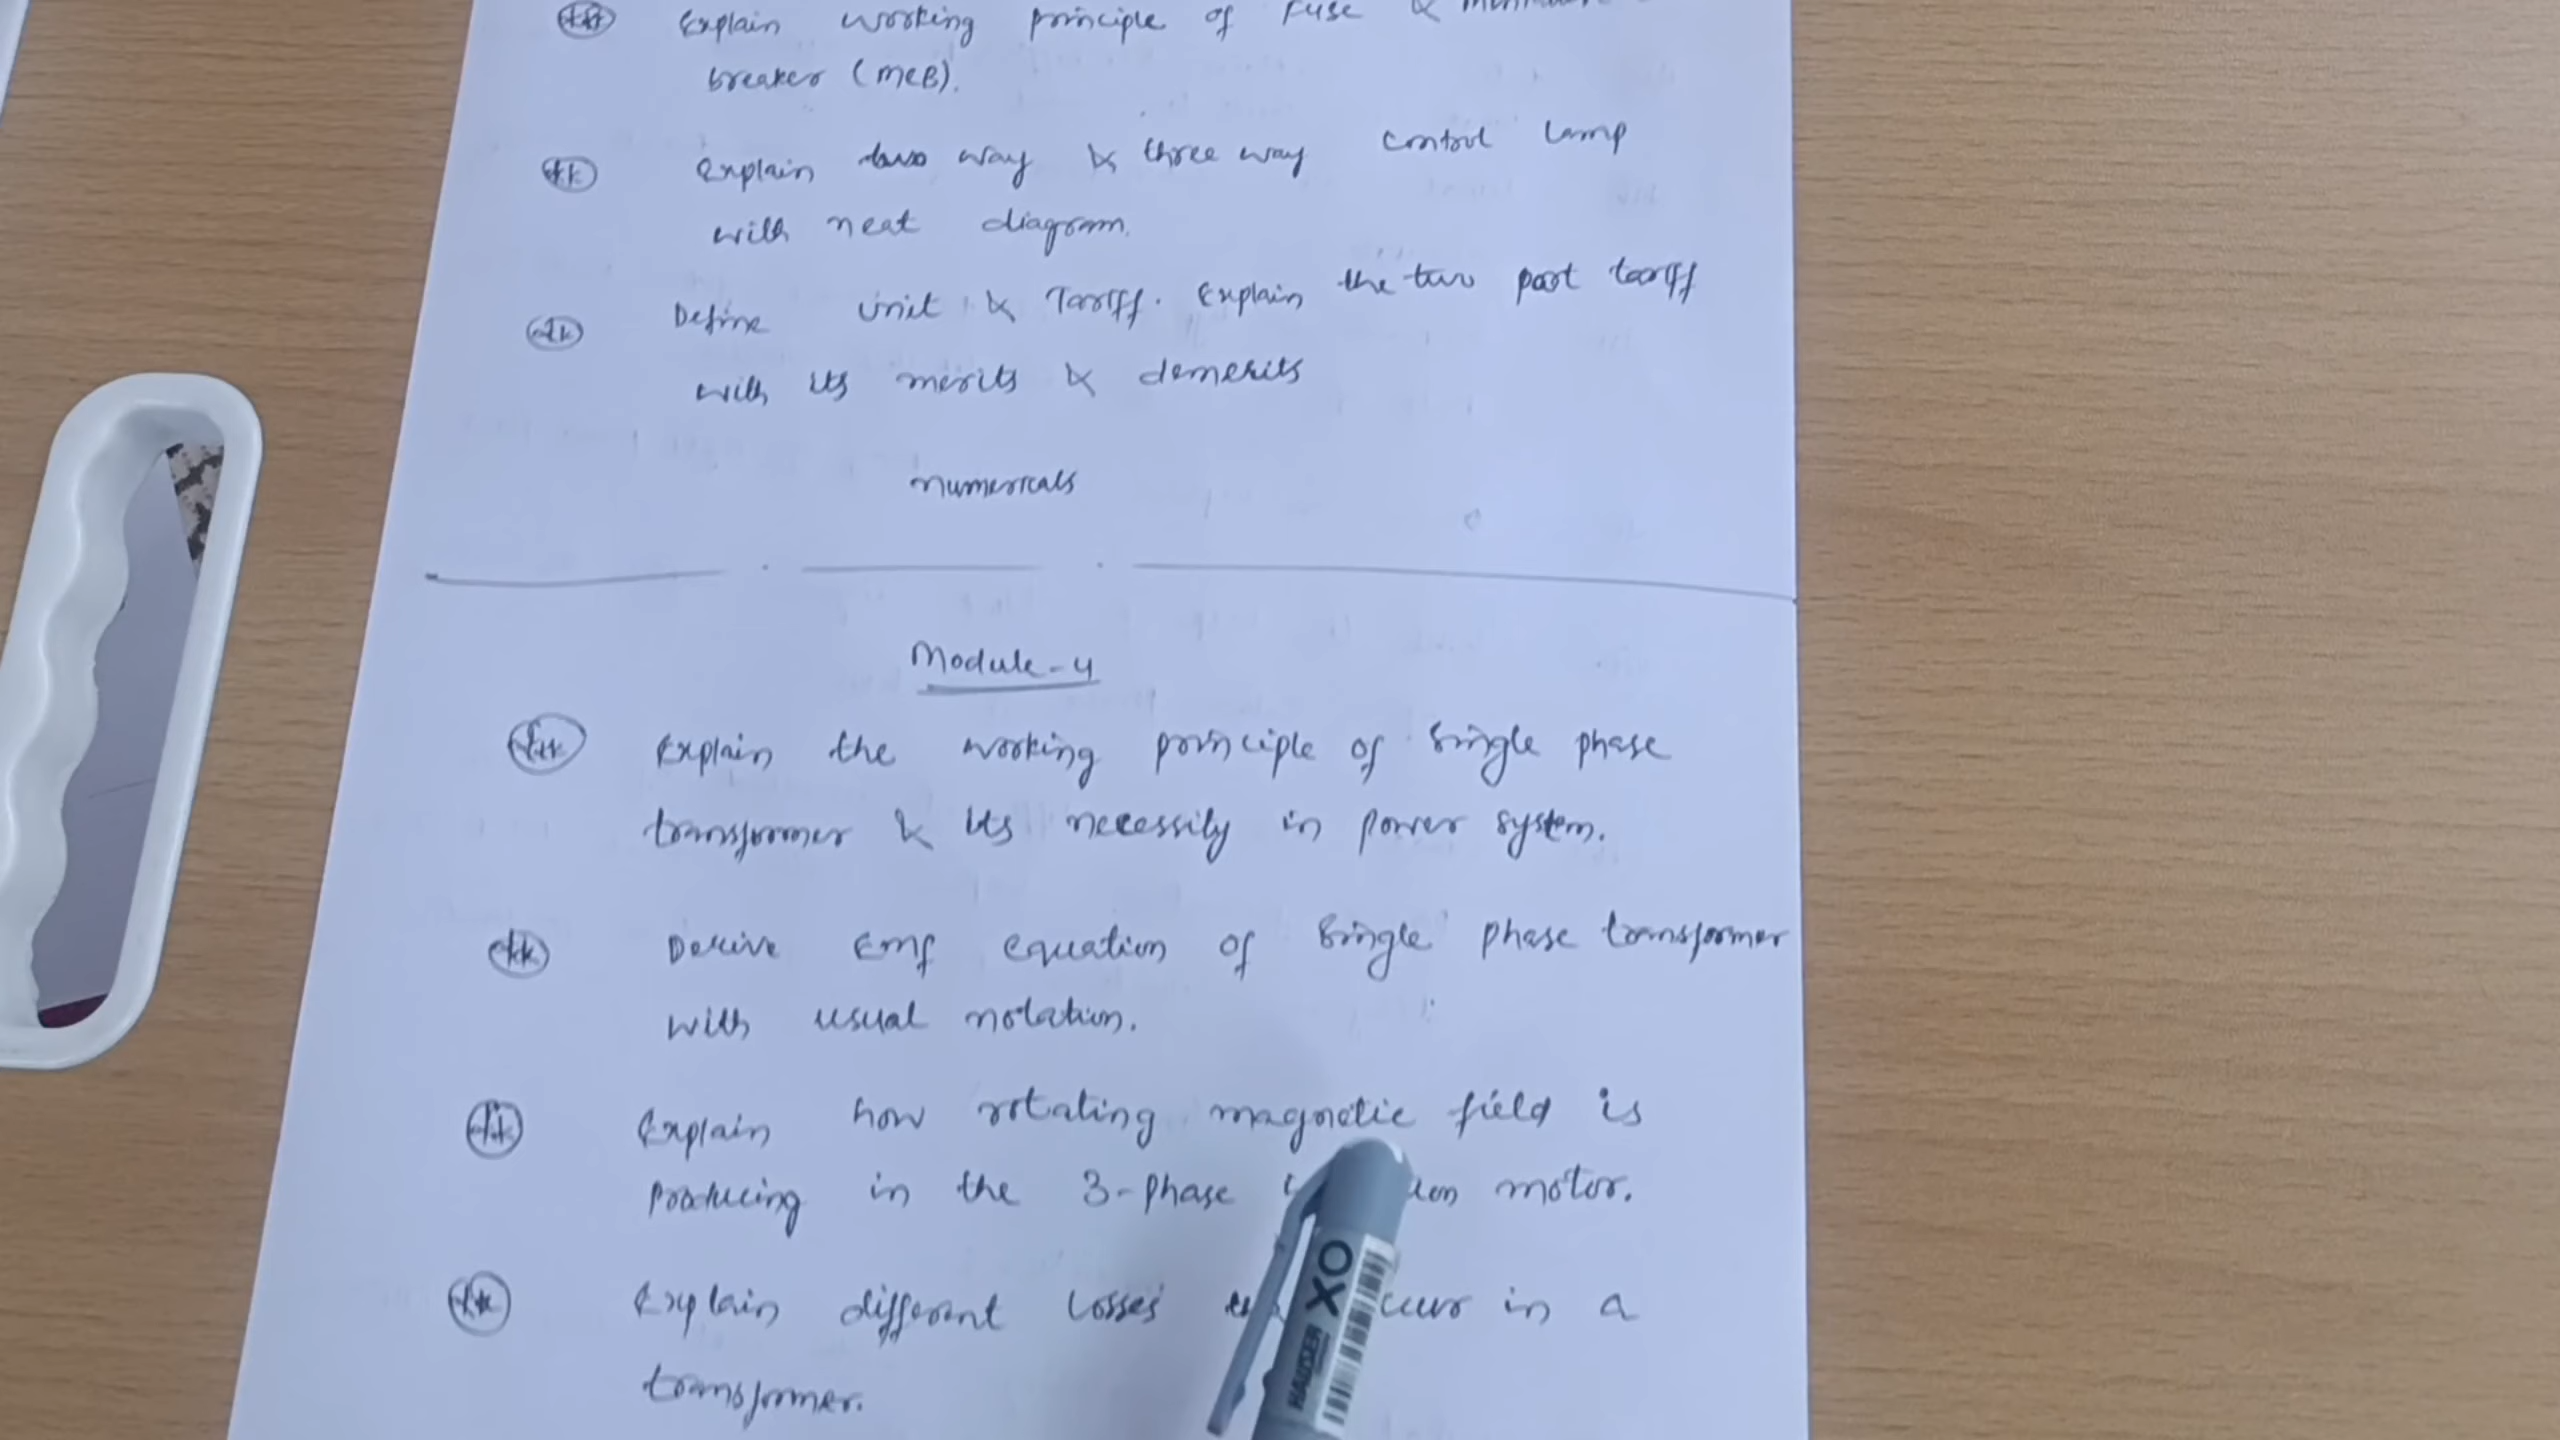 ** Explain working principle of Fuse &
breaker (MCB).
** Explain two way & three way control lamp
with neat diagram.
** Define Unit & Tariff. Explain the two part tariff
with its merits & demerits
numericals
Module-4
*** Explain the working principle of Single phase
transformer & its necessity in power system.
** Derive Emf equation of Single phase transformer
with usual notation.
** Explain how rotating magnetic field is
producing in the 3-phase motor.
** Explain different losses in a
transformer.
HAUSER XO